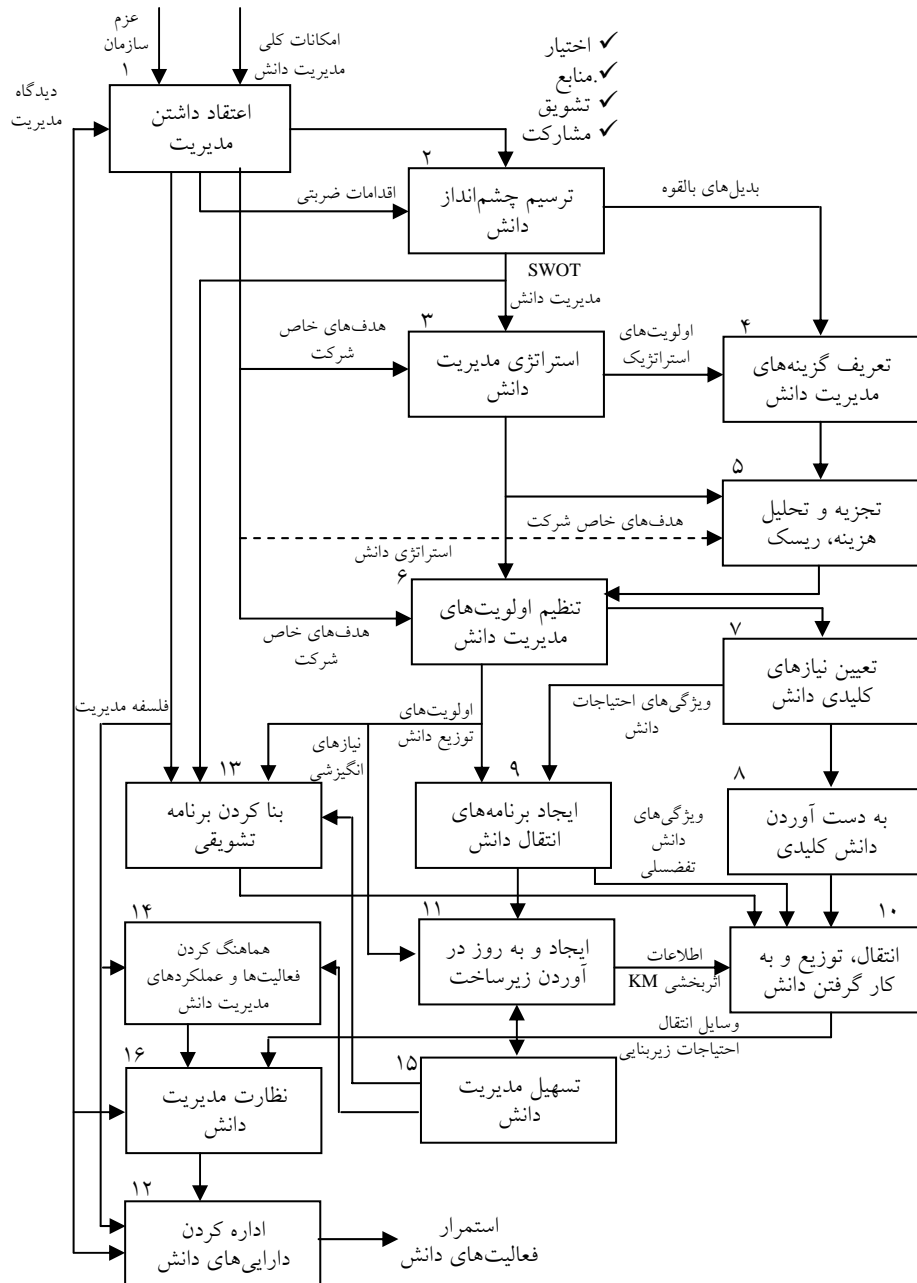 عزم
سازمان
امکانات کلی
مدیریت دانش
✓ اختیار
✓ .منابع
✓ تشویق
✓ مشارکت
دیدگاه
مدیریت
۱
اعتقاد داشتن
مدیریت
۲
ترسیم چشم‌انداز
دانش
اقدامات ضربتی
بدیل‌های بالقوه
SWOT
مدیریت دانش
هدف‌های خاص
شرکت
۳
استراتژی مدیریت
دانش
اولویت‌های
استراتژیک
۴
تعریف گزینه‌های
مدیریت دانش
۵
تجزیه و تحلیل
هزینه، ریسک
هدف‌های خاص شرکت
استراتژی دانش
۶
تنظیم اولویت‌های
مدیریت دانش
هدف‌های خاص
شرکت
۷
تعیین نیازهای
کلیدی دانش
ویژگی‌های احتیاجات
دانش
فلسفه مدیریت
اولویت‌های
توزیع دانش
نیازهای
انگیزشی
۸
به دست آوردن
دانش کلیدی
۹
ایجاد برنامه‌های
انتقال دانش
ویژگی‌های
دانش
تفضسلی
۱۳
بنا کردن برنامه
تشویقی
۱۰
انتقال، توزیع و به
کار گرفتن دانش
۱۱
ایجاد و به روز در
آوردن زیرساخت
اطلاعات
اثربخشی KM
۱۴
هماهنگ کردن
فعالیت‌ها و عملکردهای
مدیریت دانش
وسایل انتقال
احتیاجات زیربنایی
۱۵
تسهیل مدیریت
دانش
۱۶
نظارت مدیریت
دانش
۱۲
اداره کردن
دارایی‌های دانش
استمرار
فعالیت‌های دانش